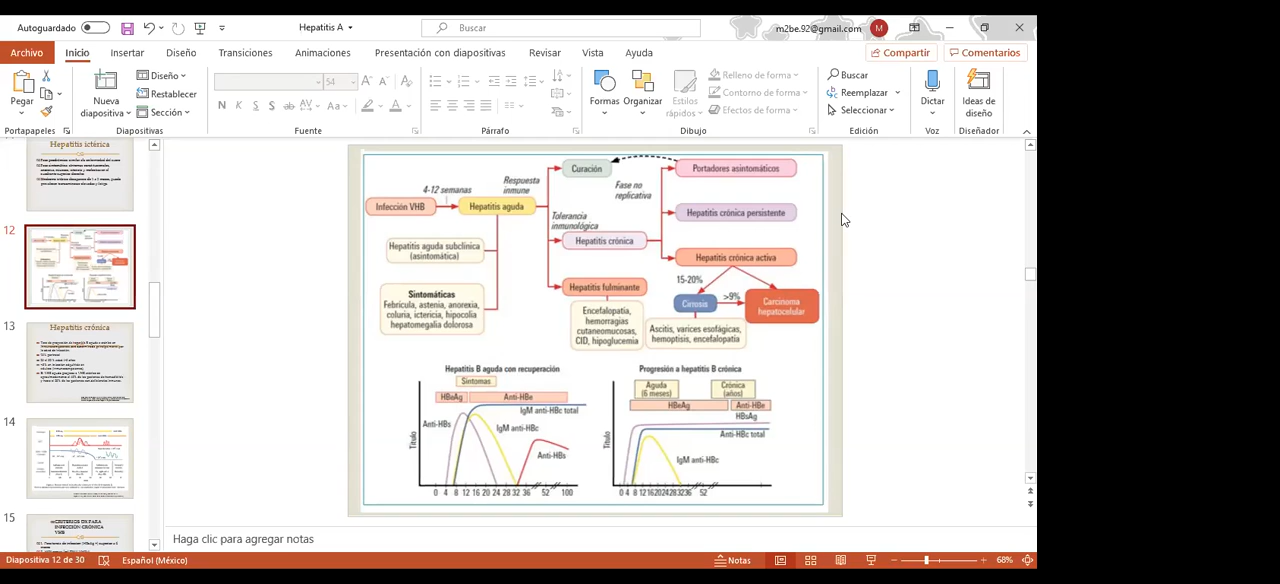 Autoguardado
Hepatitis A
Buscar
m2be.92@gmail.com
M
Archivo
Inicio
Insertar
Diseño
Transiciones
Animaciones
Presentación con diapositivas
Revisar
Vista
Ayuda
Compartir
Comentarios
Pegar
Nueva
diapositiva
Diseño
Restablecer
Sección
54
N K S S ab AV Aa
A
Formas
Organizar
Estilos
rápidos
Relleno de forma
Contorno de forma
Efectos de forma
Buscar
Reemplazar
Seleccionar
Dictar
Ideas de
diseño
Portapapeles
Diapositivas
Fuente
Párrafo
Dibujo
Edición
Voz
Diseñador
Hepatitis ictérica
12
13
Hepatitis crónica
14
15
Infección VHB
4-12 semanas
Hepatitis aguda
Respuesta
inmune
Curación
Fase no
replicativa
Portadores asintomáticos
Hepatitis crónica persistente
Tolerancia
inmunológica
Hepatitis crónica
Hepatitis crónica activa
Hepatitis aguda subclínica
(asintomática)
Sintomáticas
Febrícula, astenia, anorexia,
coluria, ictericia, hipocolia
hepatomegalia dolorosa
Hepatitis fulminante
Encefalopatía,
hemorragias
cutaneomucosas,
CID, hipoglucemia
15-20%
Cirrosis
>9%
Carcinoma
hepatocelular
Ascitis, varices esofágicas,
hemoptisis, encefalopatía
Hepatitis B aguda con recuperación
Síntomas
HBeAg
Anti-HBe
IgM anti-HBc total
Anti-HBs
IgM anti-HBc
Anti-HBs
Título
0 4 8 12 16 20 24 28 32 36 52 100
Progresión a hepatitis B crónica
Aguda
(6 meses)
Crónica
(años)
HBeAg
Anti-HBe
HBsAg
Anti-HBc total
IgM anti-HBc
Título
0 4 8 12 16 20 24 28 32 36 52
Haga clic para agregar notas
Diapositiva 12 de 30
Español (México)
Notas
68%